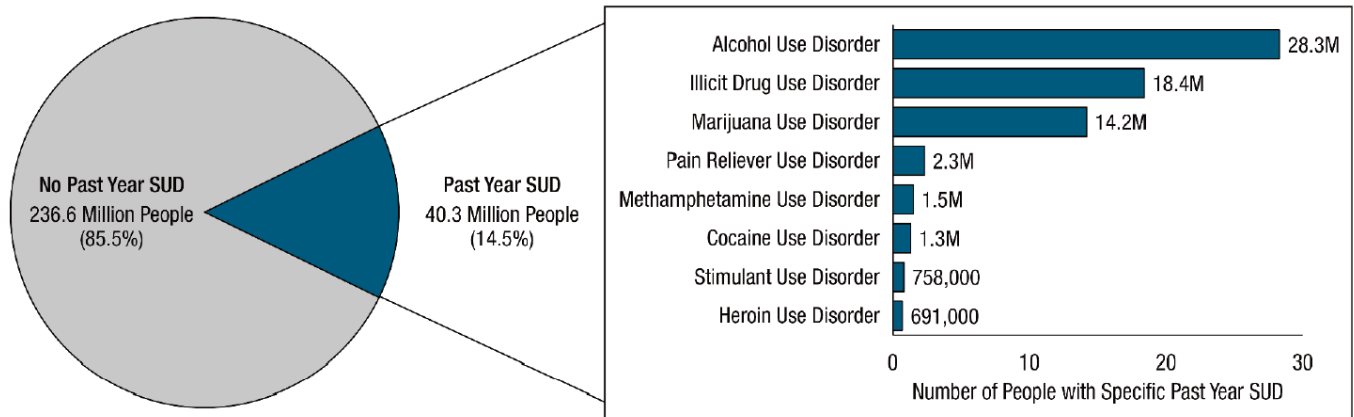 No Past Year SUD
236.6 Million People
(85.5%)
Past Year SUD
40.3 Million People
(14.5%)
Alcohol Use Disorder 28.3M
Illicit Drug Use Disorder 18.4M
Marijuana Use Disorder 14.2M
Pain Reliever Use Disorder 2.3M
Methamphetamine Use Disorder 1.5M
Cocaine Use Disorder 1.3M
Stimulant Use Disorder 758,000
Heroin Use Disorder 691,000
0 10 20 30
Number of People with Specific Past Year SUD